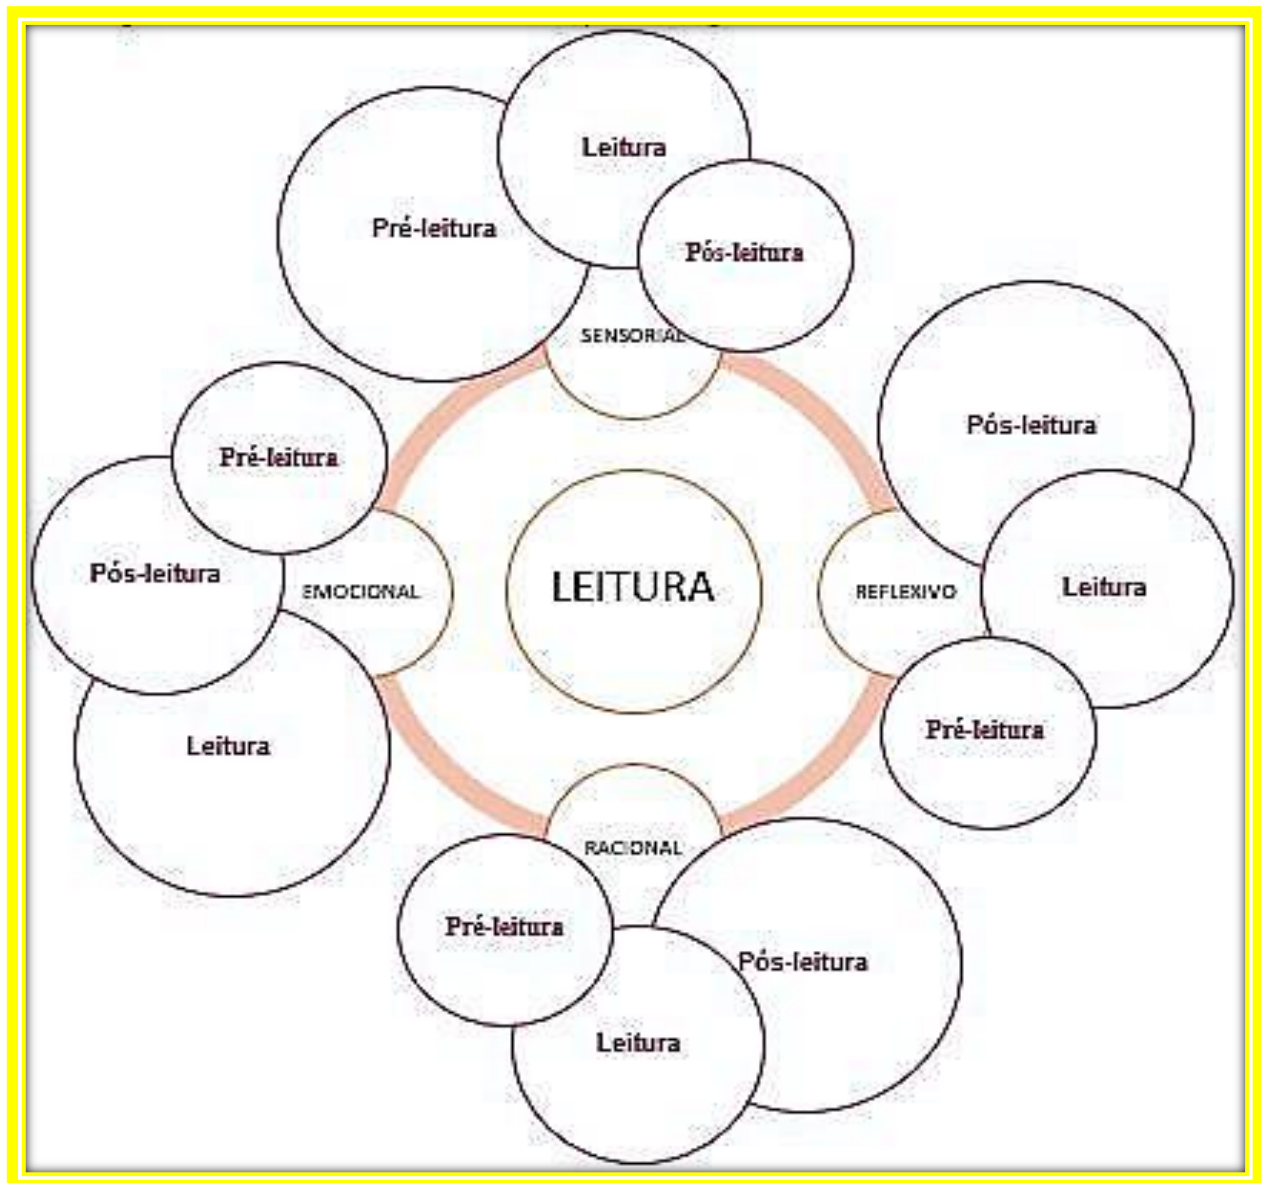 Leitura
Pré-leitura
Pós-leitura
SENSORIAL
Pós-leitura
Leitura
REFLEXIVO
Pré-leitura
Pré-leitura
Pós-leitura
EMOCIONAL
Leitura
LEITURA
RACIONAL
Pré-leitura
Pós-leitura
Leitura